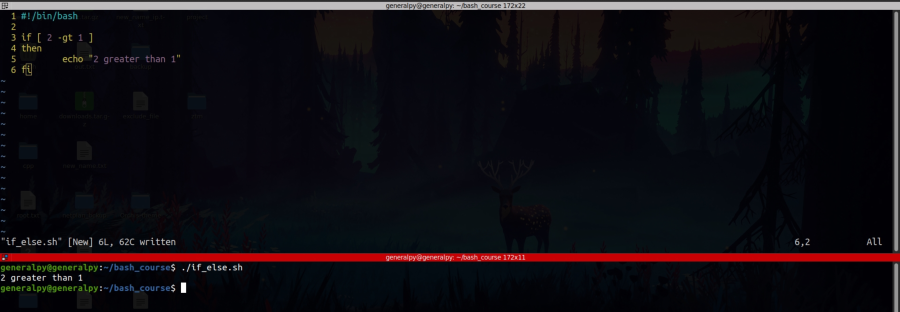 generalpy@generalpy: ~/bash_course 172x22
1 #!/bin/bash
2
3 if [ 2 -gt 1 ]
4 then
5 echo "2 greater than 1"
6 fi
~
~
~
~
~
~
~
~
~
~
~
~
~
~
"if_else.sh" [New] 6L, 62C written 6,2 All
generalpy@generalpy: ~/bash_course 172x11
generalpy@generalpy:~/bash_course$ ./if_else.sh
2 greater than 1
generalpy@generalpy:~/bash_course$